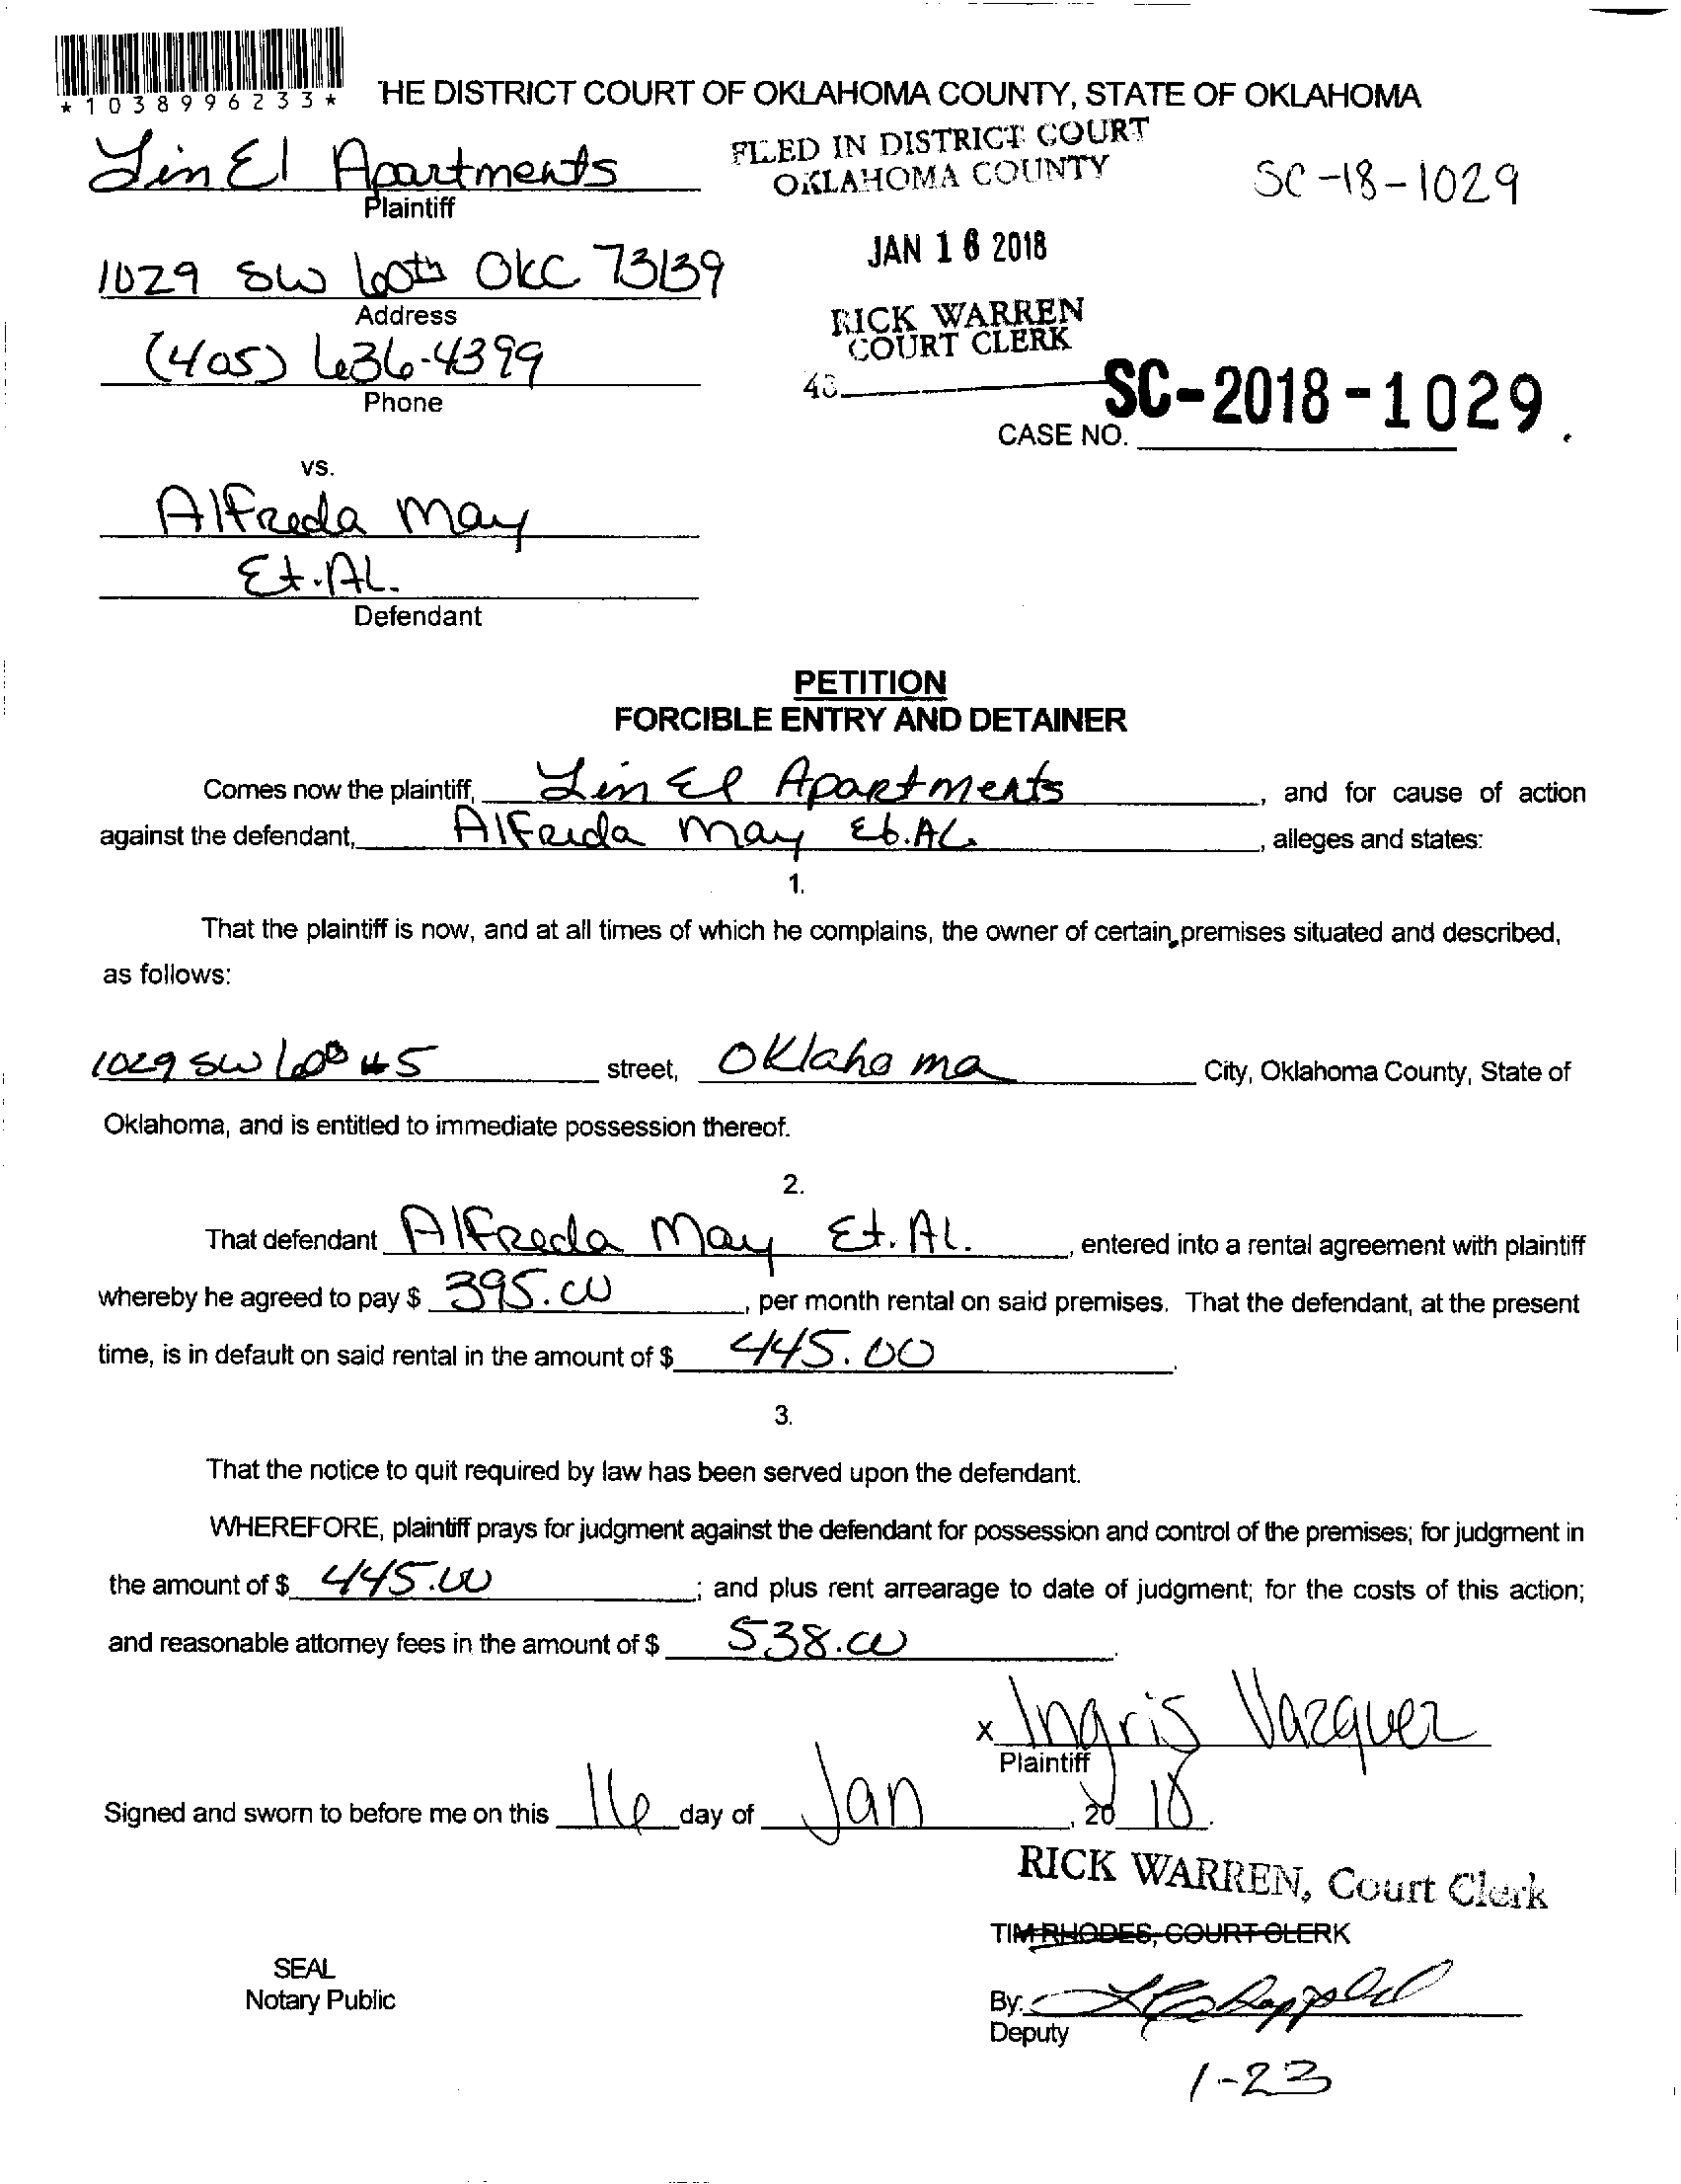 *1038996233*
THE DISTRICT COURT OF OKLAHOMA COUNTY, STATE OF OKLAHOMA
Lin El Apartments
Plaintiff
FILED IN DISTRICT COURT
OKLAHOMA COUNTY
SC-18-1029
JAN 16 2018
1029 SW 60th OKC 73139
Address
RICK WARREN
COURT CLERK
(405) 636-4399
Phone
SC-2018-1029
CASE NO.
vs.
Alfreda May
Et. AL.
Defendant
PETITION
FORCIBLE ENTRY AND DETAINER
Comes now the plaintiff, Lin El Apartments, and for cause of action
against the defendant, Alfreda May Et. AL., alleges and states:
1.
That the plaintiff is now, and at all times of which he complains, the owner of certain premises situated and described,
as follows:
1029 SW 60th #5 street, Oklahoma City, Oklahoma County, State of
Oklahoma, and is entitled to immediate possession thereof.
2.
That defendant Alfreda May Et. AL., entered into a rental agreement with plaintiff
whereby he agreed to pay $ 395.00, per month rental on said premises. That the defendant, at the present
time, is in default on said rental in the amount of $ 445.00.
3.
That the notice to quit required by law has been served upon the defendant.
WHEREFORE, plaintiff prays for judgment against the defendant for possession and control of the premises; for judgment in
the amount of $ 445.00; and plus rent arrearage to date of judgment; for the costs of this action;
and reasonable attorney fees in the amount of $ 538.00.
x Ingris Vazquez
Plaintiff
Signed and sworn to before me on this 16 day of Jan, 20 18.
RICK WARREN, Court Clerk
TIM RHODES, COURT CLERK
SEAL
Notary Public
By:
Deputy
1-23